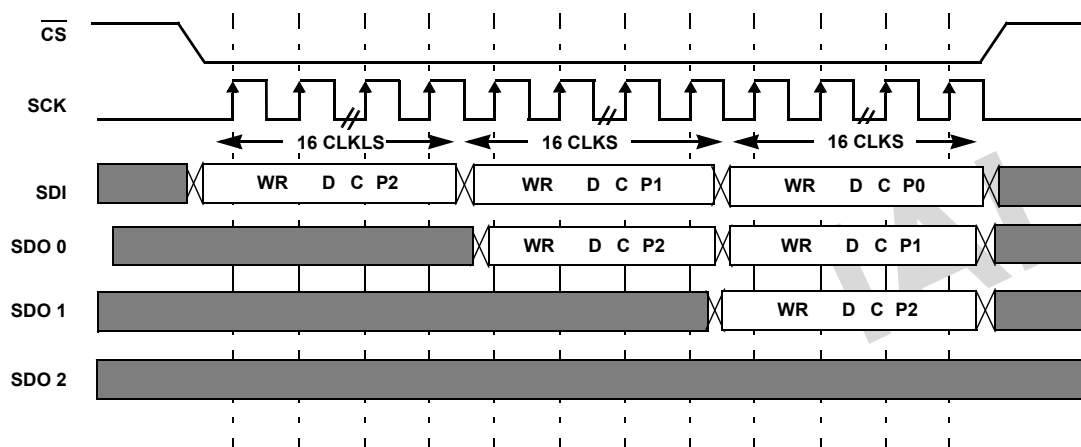 CS
SCK
16 CLKLS 16 CLKS 16 CLKS
SDI WR D C P2 WR D C P1 WR D C P0
SDO 0 WR D C P2 WR D C P1
SDO 1 WR D C P2
SDO 2